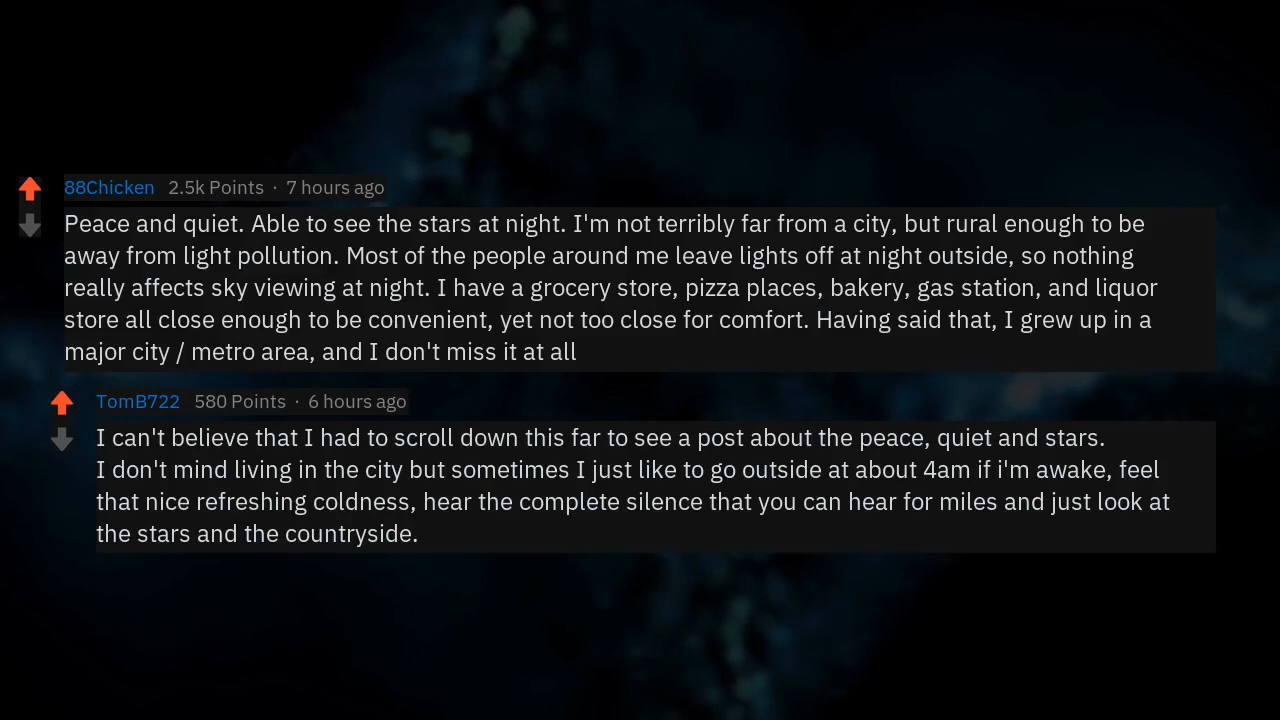 88Chicken 2.5k Points · 7 hours ago
Peace and quiet. Able to see the stars at night. I'm not terribly far from a city, but rural enough to be
away from light pollution. Most of the people around me leave lights off at night outside, so nothing
really affects sky viewing at night. I have a grocery store, pizza places, bakery, gas station, and liquor
store all close enough to be convenient, yet not too close for comfort. Having said that, I grew up in a
major city / metro area, and I don't miss it at all
TomB722 580 Points · 6 hours ago
I can't believe that I had to scroll down this far to see a post about the peace, quiet and stars.
I don't mind living in the city but sometimes I just like to go outside at about 4am if i'm awake, feel
that nice refreshing coldness, hear the complete silence that you can hear for miles and just look at
the stars and the countryside.